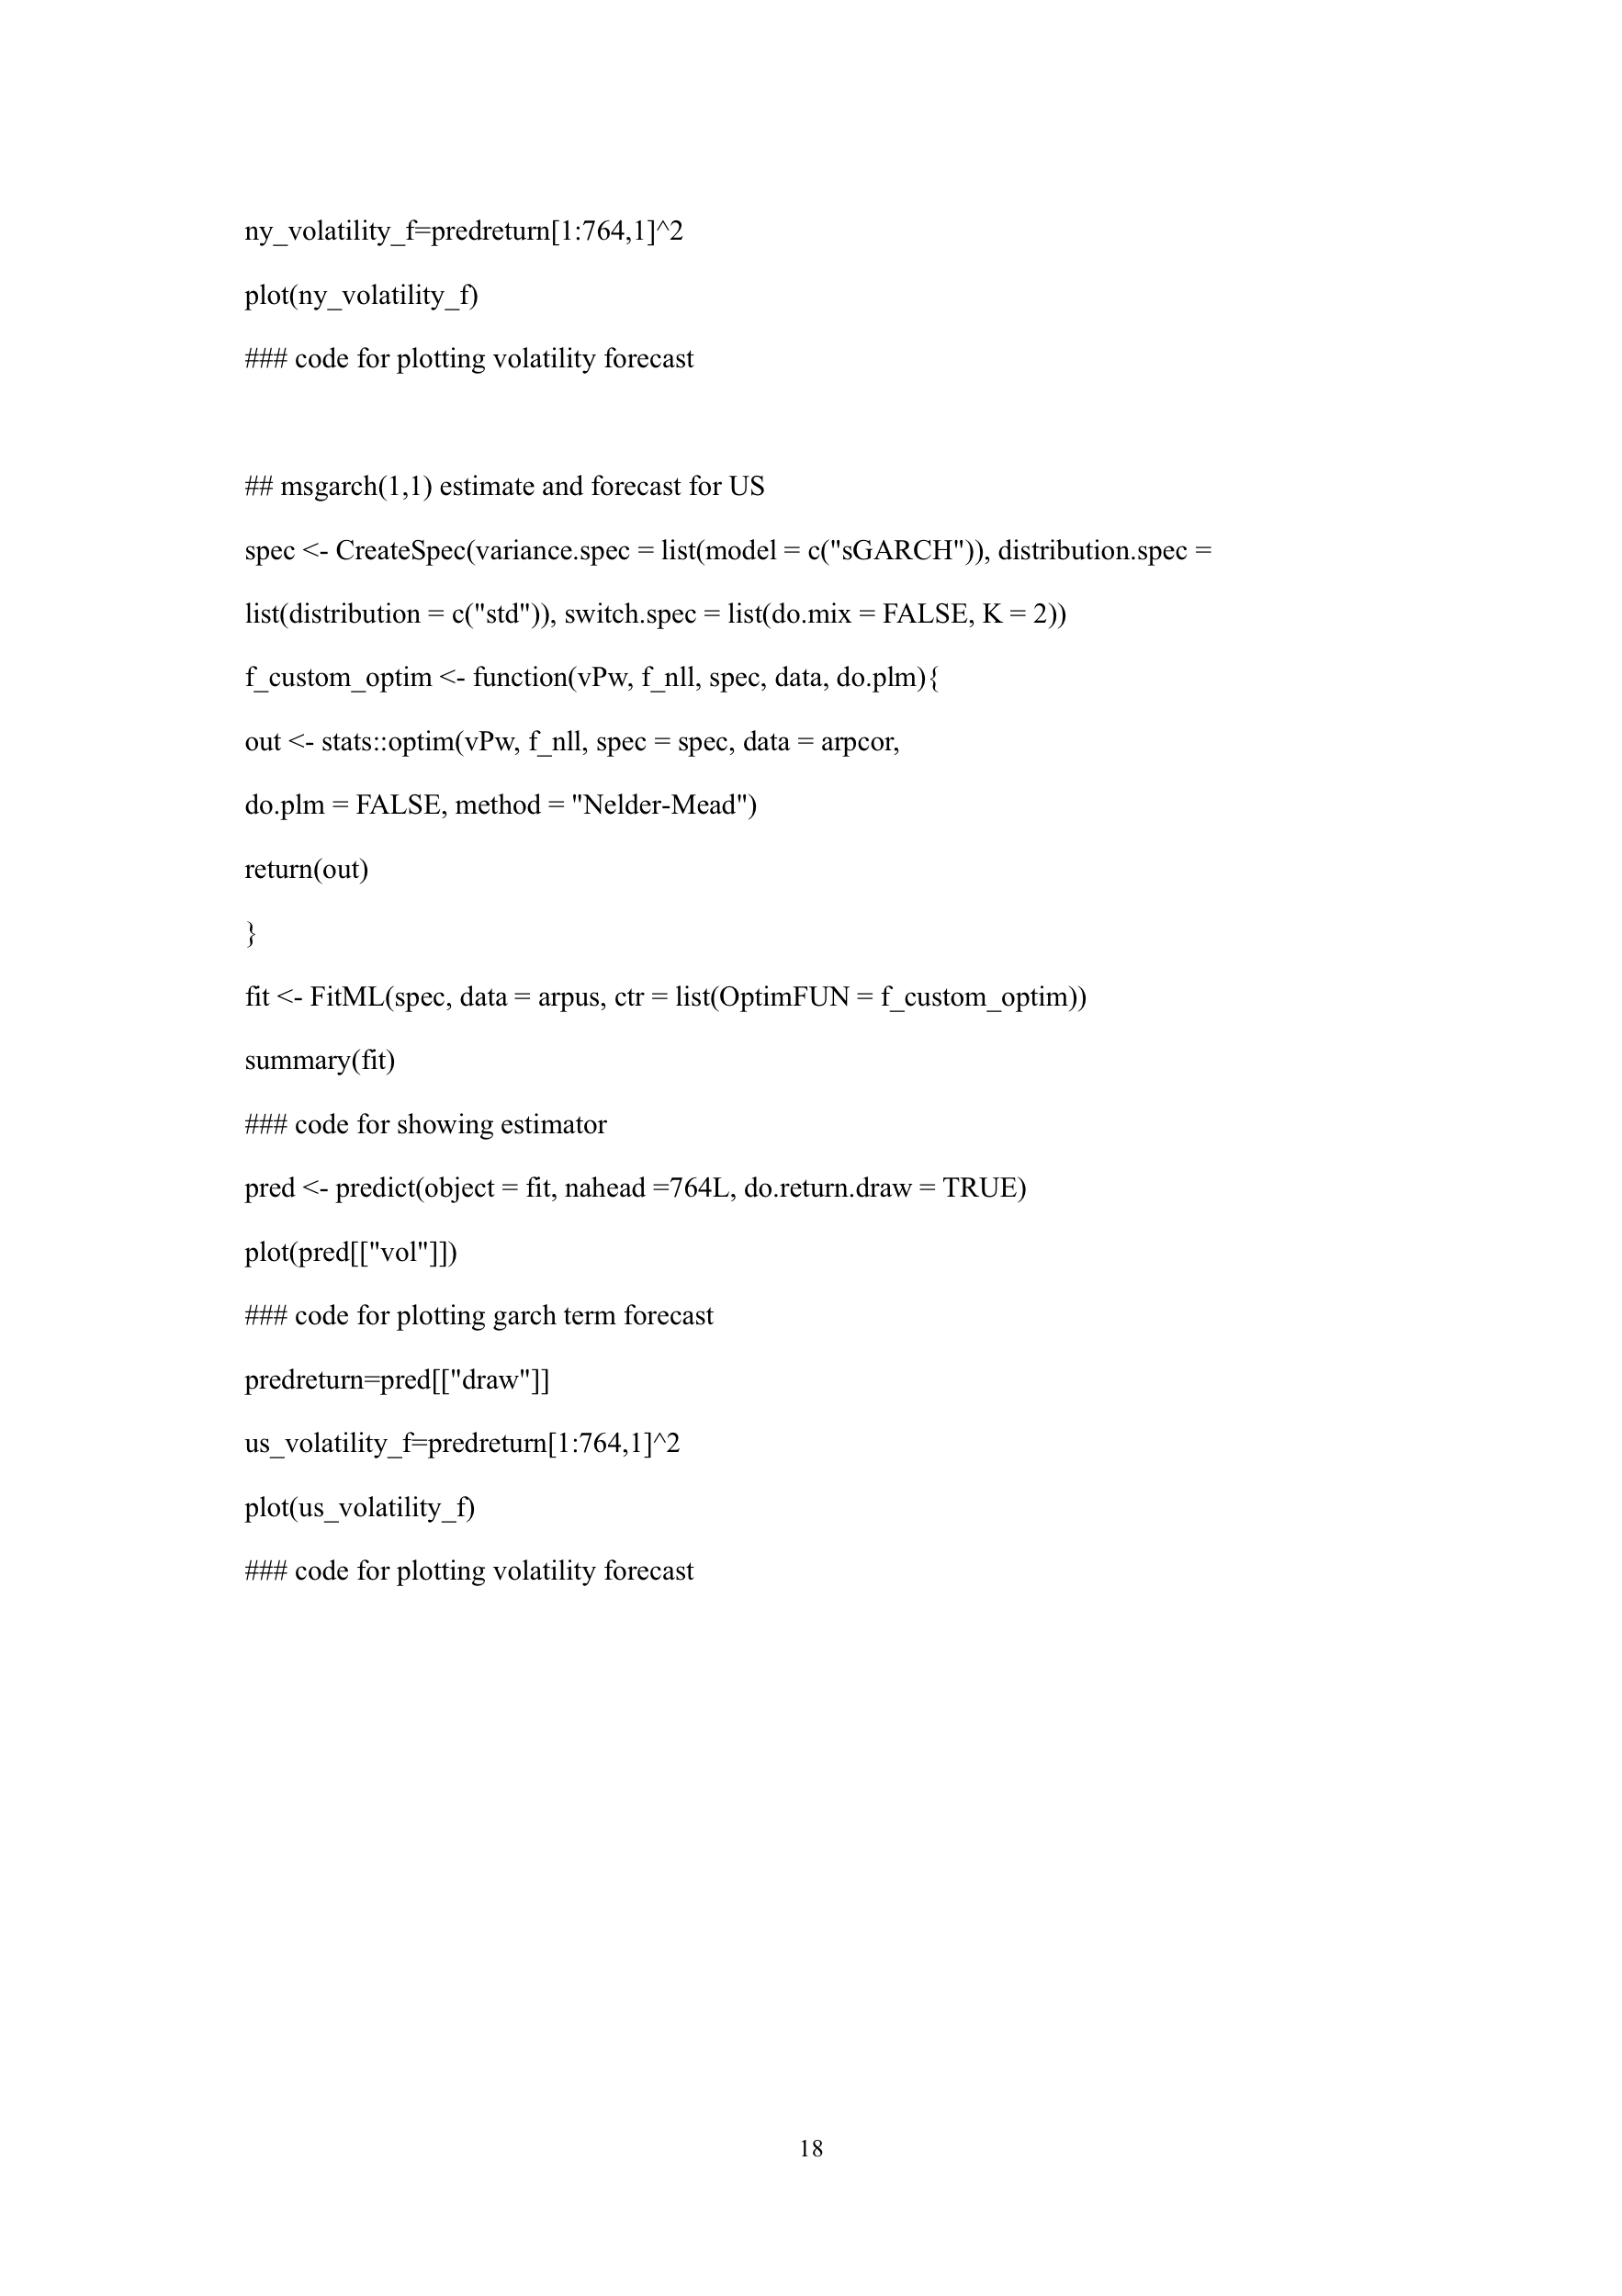 ny_volatility_f=predreturn[1:764,1]^2
plot(ny_volatility_f)
### code for plotting volatility forecast
## msgarch(1,1) estimate and forecast for US
spec <- CreateSpec(variance.spec = list(model = c("sGARCH")), distribution.spec =
list(distribution = c("std")), switch.spec = list(do.mix = FALSE, K = 2))
f_custom_optim <- function(vPw, f_nll, spec, data, do.plm){
out <- stats::optim(vPw, f_nll, spec = spec, data = arpcor,
do.plm = FALSE, method = "Nelder-Mead")
return(out)
}
fit <- FitML(spec, data = arpus, ctr = list(OptimFUN = f_custom_optim))
summary(fit)
### code for showing estimator
pred <- predict(object = fit, nahead =764L, do.return.draw = TRUE)
plot(pred[["vol"]])
### code for plotting garch term forecast
predreturn=pred[["draw"]]
us_volatility_f=predreturn[1:764,1]^2
plot(us_volatility_f)
### code for plotting volatility forecast
18